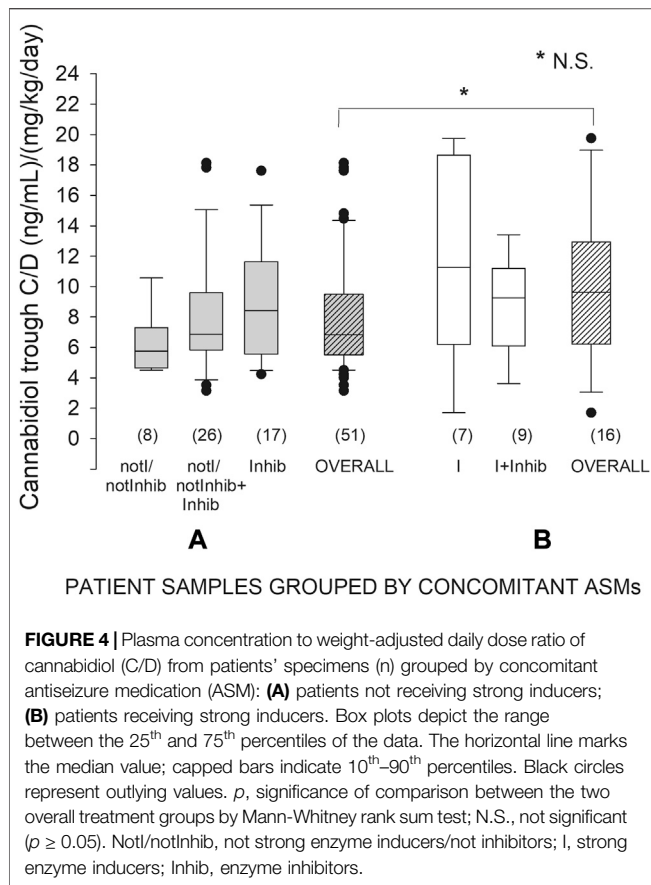 * N.S.
*
Cannabidiol trough C/D (ng/mL)/(mg/kg/day)
24
22
20
18
16
14
12
10
8
6
4
2
0
(8) (26) (17) (51) (7) (9) (16)
notI/ notI/ Inhib OVERALL I I+Inhib OVERALL
notInhib notInhib+
Inhib
A B
PATIENT SAMPLES GROUPED BY CONCOMITANT ASMs
FIGURE 4 | Plasma concentration to weight-adjusted daily dose ratio of
cannabidiol (C/D) from patients’ specimens (n) grouped by concomitant
antiseizure medication (ASM): (A) patients not receiving strong inducers;
(B) patients receiving strong inducers. Box plots depict the range
between the 25th and 75th percentiles of the data. The horizontal line marks
the median value; capped bars indicate 10th–90th percentiles. Black circles
represent outlying values. p, significance of comparison between the two
overall treatment groups by Mann-Whitney rank sum test; N.S., not significant
(p ≥ 0.05). NotI/notInhib, not strong enzyme inducers/not inhibitors; I, strong
enzyme inducers; Inhib, enzyme inhibitors.